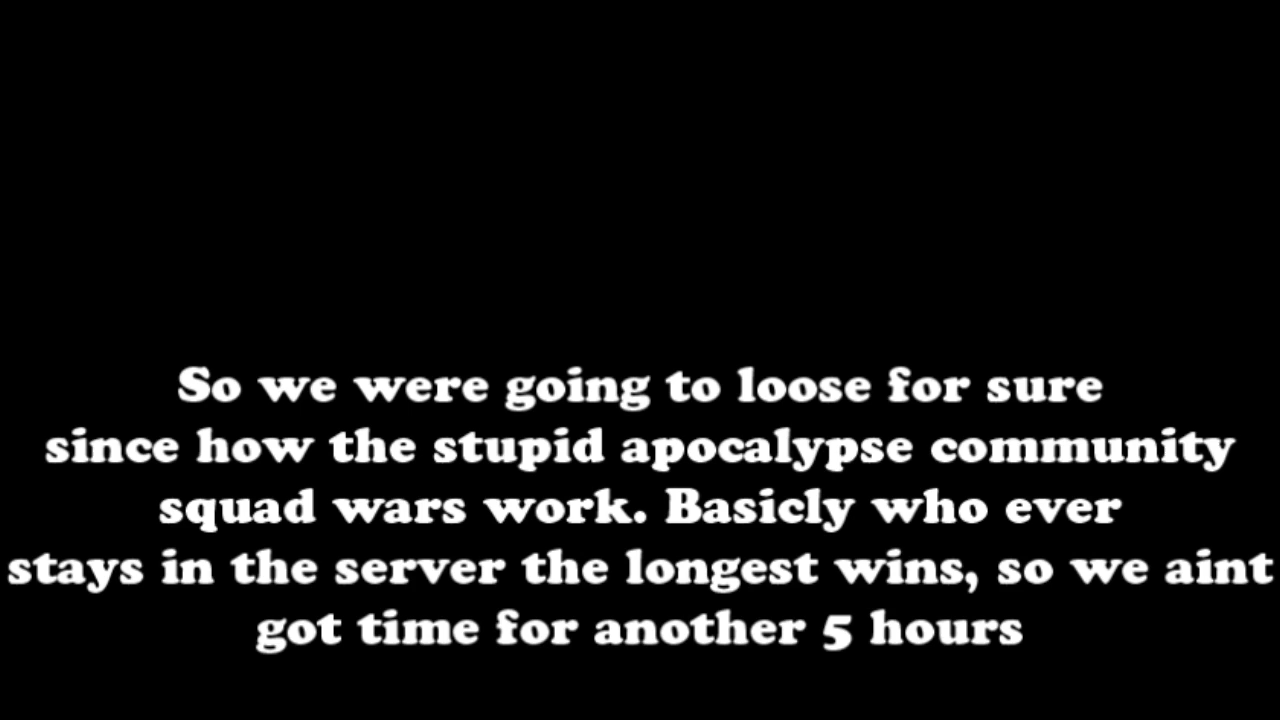 So we were going to loose for sure
since how the stupid apocalypse community
squad wars work. Basicly who ever
stays in the server the longest wins, so we aint
got time for another 5 hours